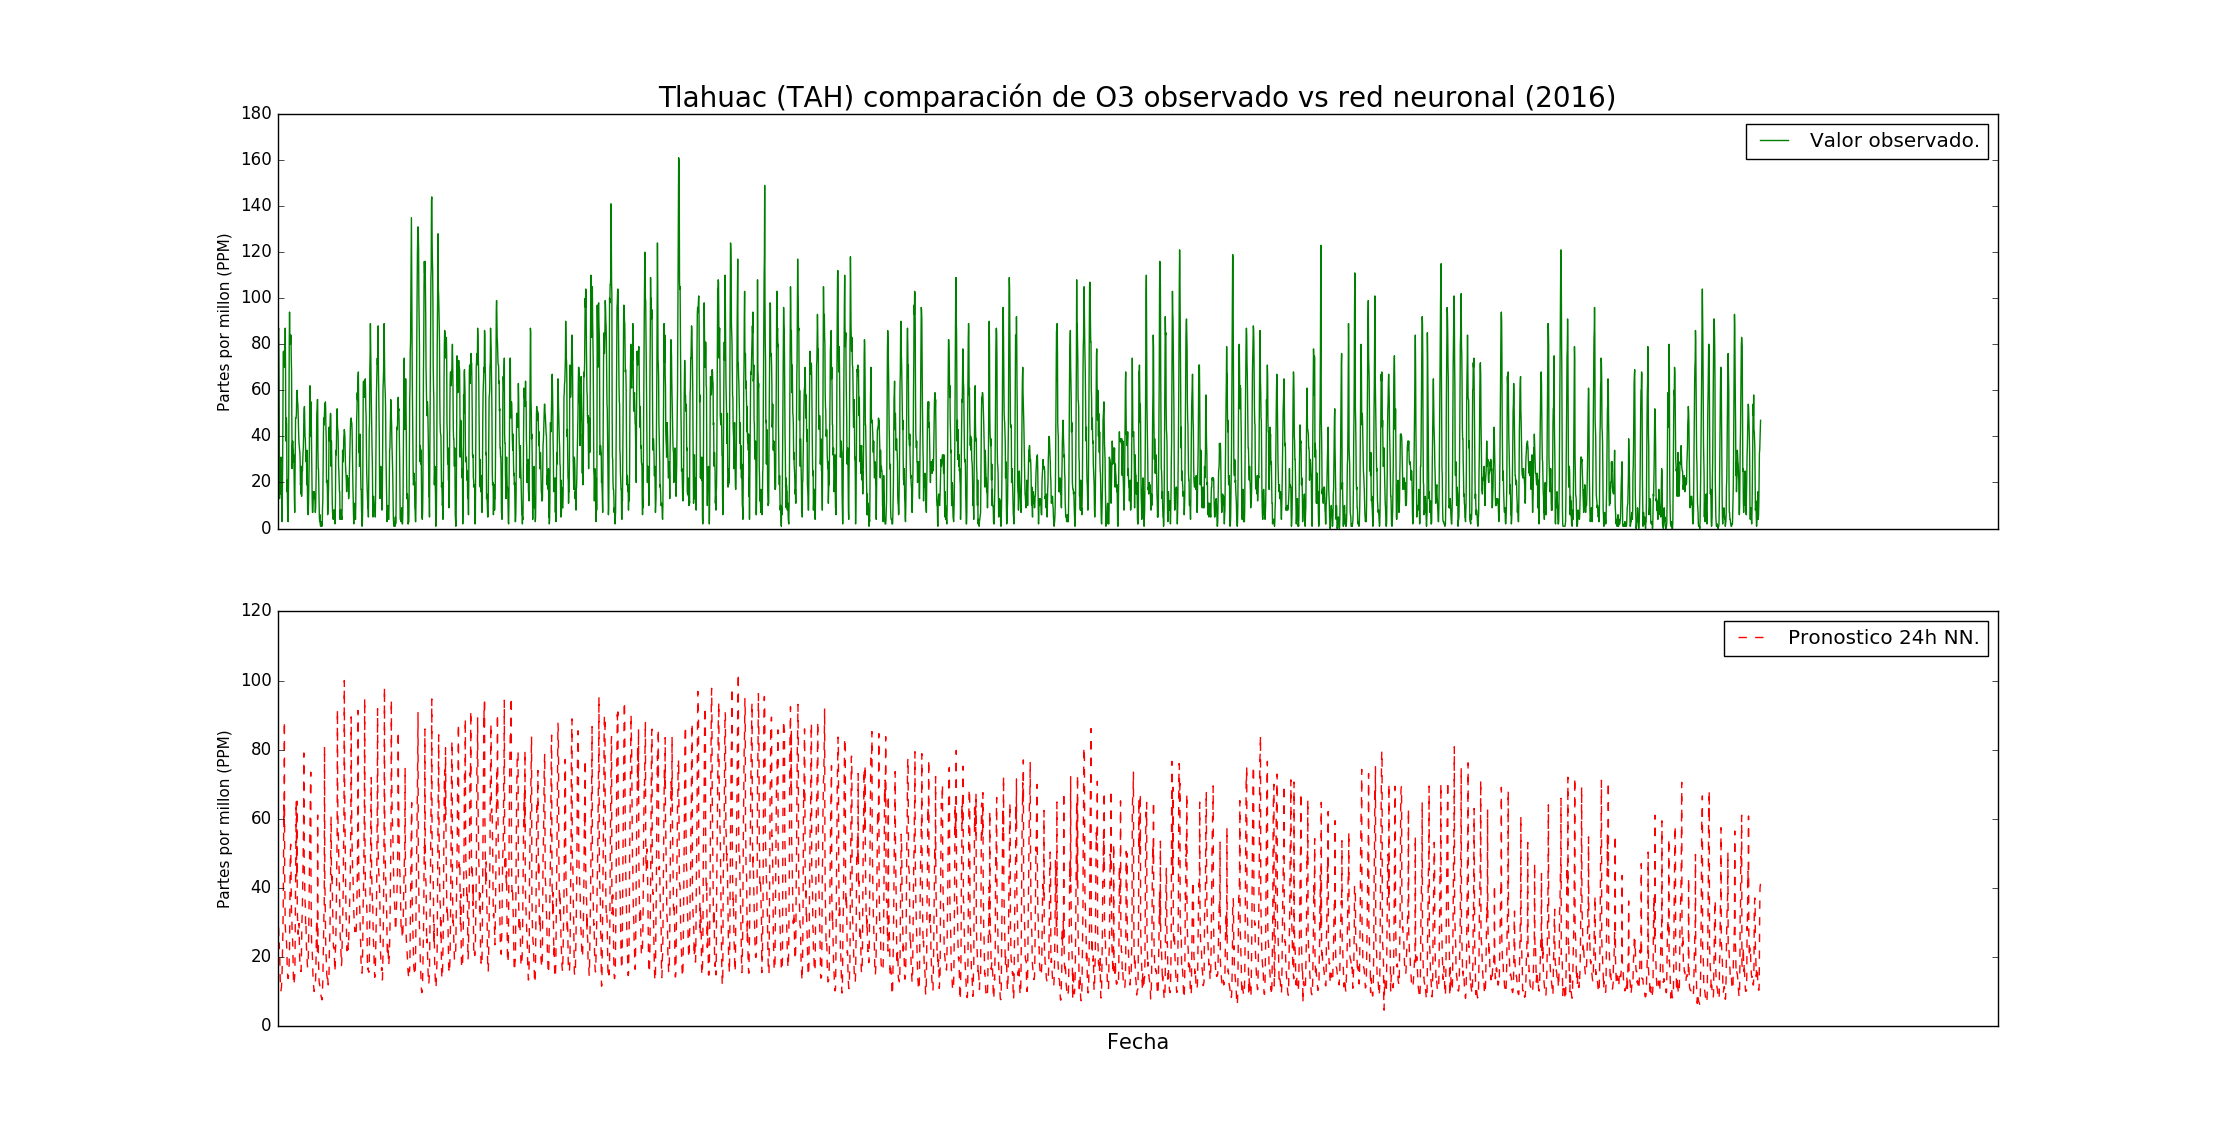 Tlahuac (TAH) comparación de O3 observado vs red neuronal (2016)
180
160
140
120
100
80
60
40
20
0
Partes por millon (PPM)
Valor observado.
120
100
80
60
40
20
0
Partes por millon (PPM)
Pronostico 24h NN.
Fecha